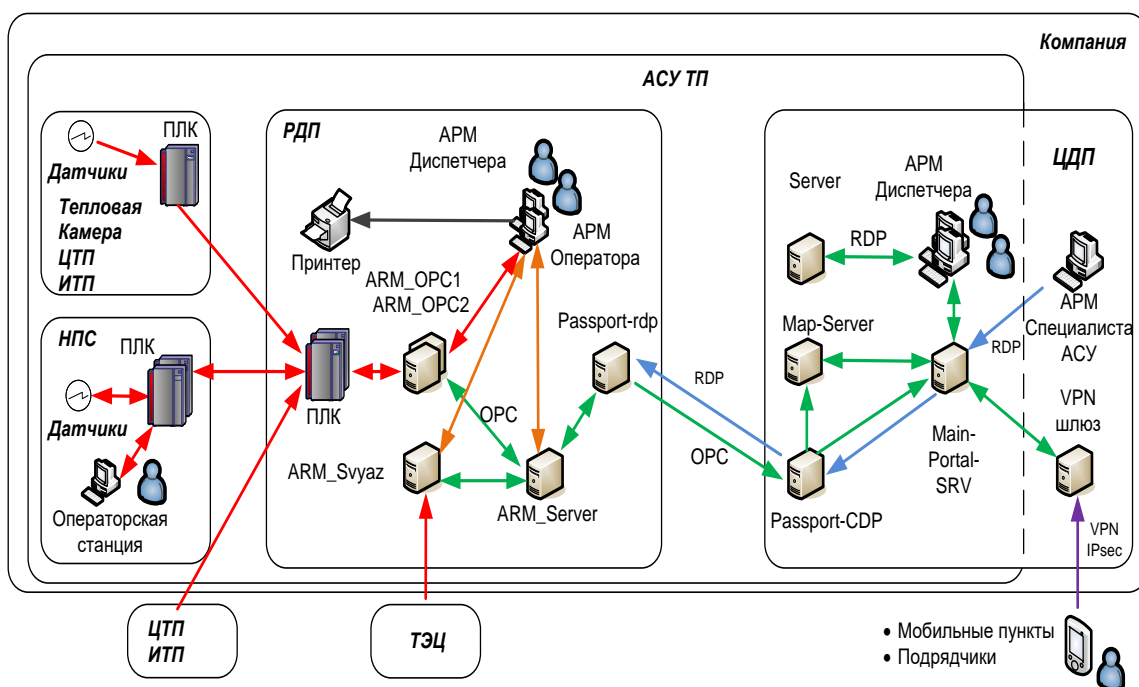 Компания
АСУ ТП
ПЛК
Датчики
Тепловая
Камера
ЦТП
ИТП
НПС
ПЛК
Датчики
Операторская
станция
РДП
АРМ
Диспетчера
АРМ
Оператора
Принтер
ARM_OPC1
ARM_OPC2
Passport-rdp
ПЛК
OPC
ARM_Svyaz
ARM_Server
RDP
OPC
ЦДП
Server
АРМ
Диспетчера
RDP
Map-Server
АРМ
Специалиста
АСУ
RDP
VPN
шлюз
Main-
Portal-
SRV
Passport-CDP
VPN
IPsec
ЦТП
ИТП
ТЭЦ
• Мобильные пункты
• Подрядчики